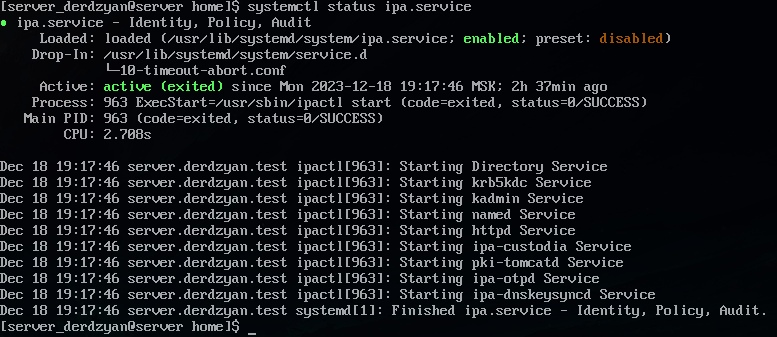 [server_derdzyan@server home]$ systemctl status ipa.service
● ipa.service - Identity, Policy, Audit
Loaded: loaded (/usr/lib/systemd/system/ipa.service; enabled; preset: disabled)
Drop-In: /usr/lib/systemd/system/service.d
└─10-timeout-abort.conf
Active: active (exited) since Mon 2023-12-18 19:17:46 MSK; 2h 37min ago
Process: 963 ExecStart=/usr/sbin/ipactl start (code=exited, status=0/SUCCESS)
Main PID: 963 (code=exited, status=0/SUCCESS)
CPU: 2.708s
Dec 18 19:17:46 server.derdzyan.test ipactl[963]: Starting Directory Service
Dec 18 19:17:46 server.derdzyan.test ipactl[963]: Starting krb5kdc Service
Dec 18 19:17:46 server.derdzyan.test ipactl[963]: Starting kadmin Service
Dec 18 19:17:46 server.derdzyan.test ipactl[963]: Starting named Service
Dec 18 19:17:46 server.derdzyan.test ipactl[963]: Starting httpd Service
Dec 18 19:17:46 server.derdzyan.test ipactl[963]: Starting ipa-custodia Service
Dec 18 19:17:46 server.derdzyan.test ipactl[963]: Starting pki-tomcatd Service
Dec 18 19:17:46 server.derdzyan.test ipactl[963]: Starting ipa-otpd Service
Dec 18 19:17:46 server.derdzyan.test ipactl[963]: Starting ipa-dnskeysyncd Service
Dec 18 19:17:46 server.derdzyan.test systemd[1]: Finished ipa.service - Identity, Policy, Audit.
[server_derdzyan@server home]$ _